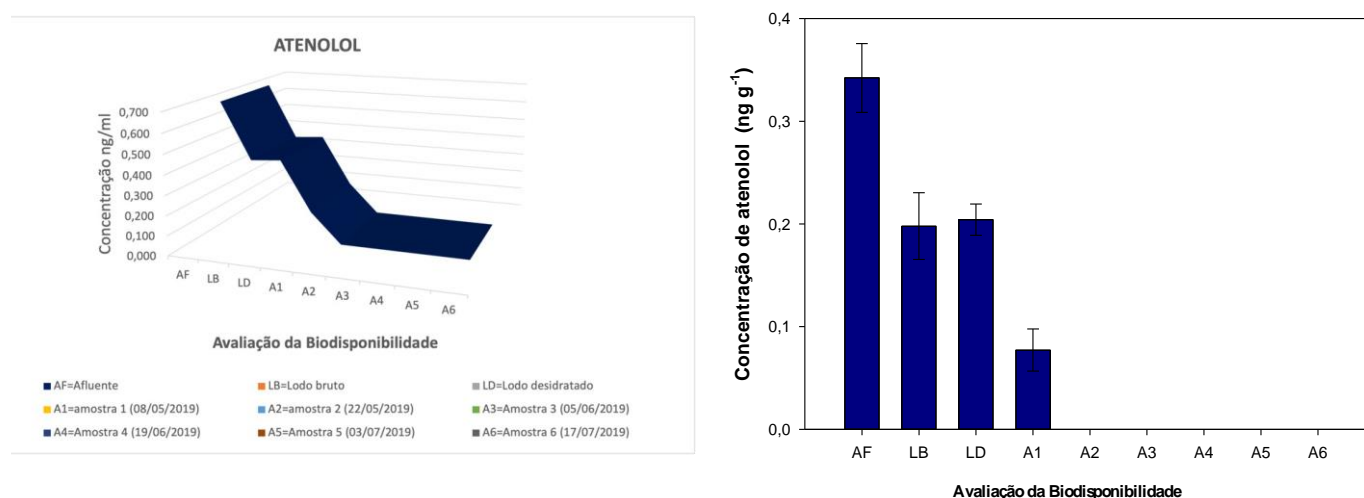 ATENOLOL
Concentração ng/ml
0,700
0,600
0,500
0,400
0,300
0,200
0,100
0,000
AF LB LD A1 A2 A3 A4 A5 A6
Avaliação da Biodisponibilidade
AF=Afluente LB=Lodo bruto LD=Lodo desidratado
A1=amostra 1 (08/05/2019) A2=amostra 2 (22/05/2019) A3=Amostra 3 (05/06/2019)
A4=Amostra 4 (19/06/2019) A5=Amostra 5 (03/07/2019) A6=Amostra 6 (17/07/2019)
Concentração de atenolol (ng g⁻¹)
0,4
0,3
0,2
0,1
0,0
AF LB LD A1 A2 A3 A4 A5 A6
Avaliação da Biodisponibilidade